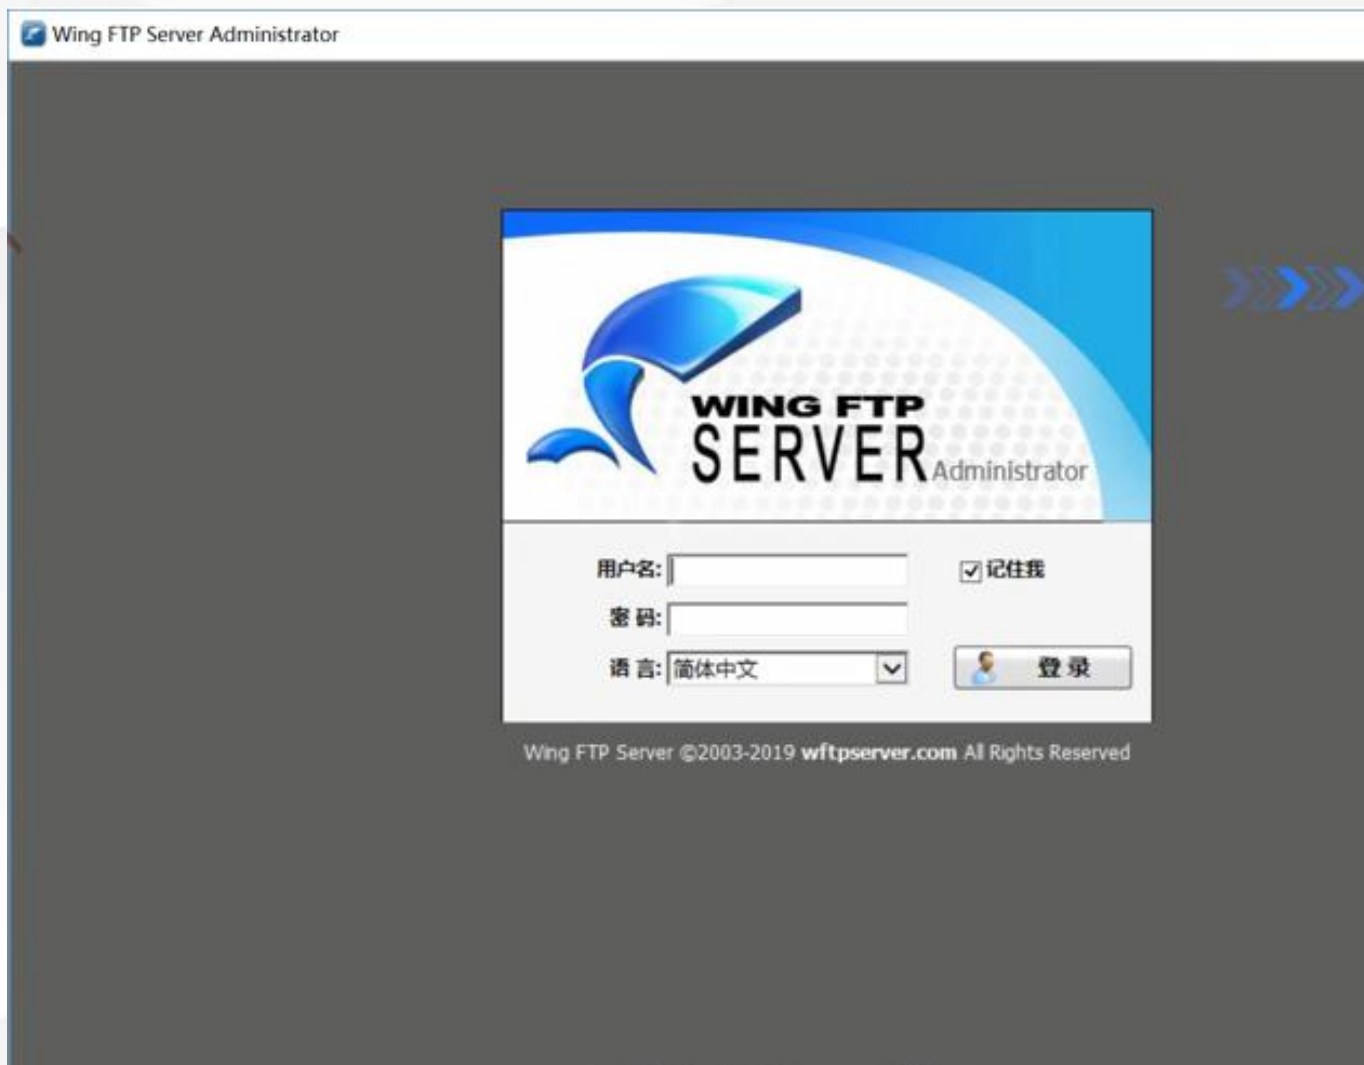 Wing FTP Server Administrator
WING FTP
SERVER Administrator
用户名:
记住我
密 码:
语 言: 简体中文
登 录
Wing FTP Server ©2003-2019 wftpserver.com All Rights Reserved